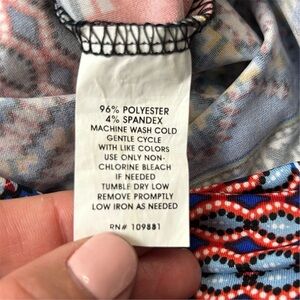 96% POLYESTER
4% SPANDEX
MACHINE WASH COLD
GENTLE CYCLE
WITH LIKE COLORS
USE ONLY NON-
CHLORINE BLEACH
IF NEEDED
TUMBLE DRY LOW
REMOVE PROMPTLY
LOW IRON AS NEEDED
RN# 109881